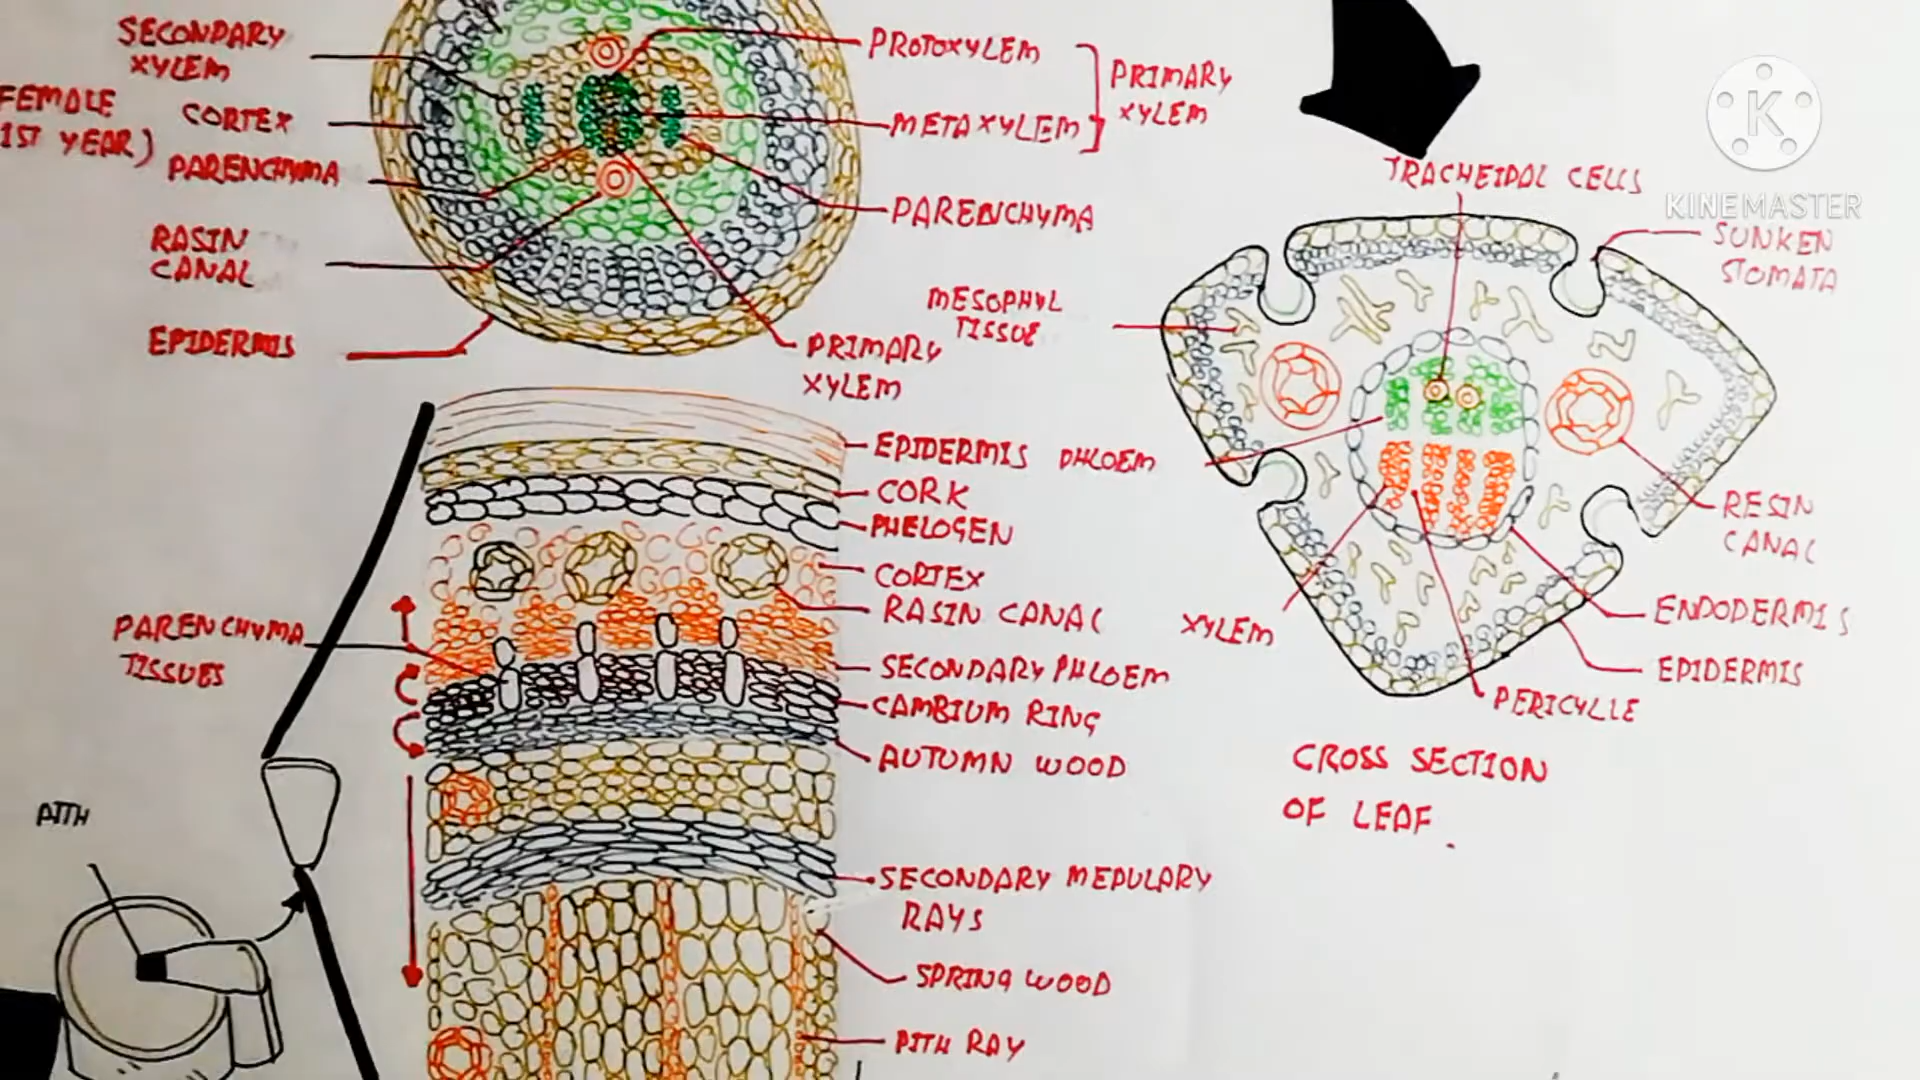 SECONDARY
XYLEM
FEMALE
1ST YEAR)
CORTEX
PARENCHYMA
RASIN
CANAL
EPIDERMIS
PROTOXYLEM
METAXYLEM
PRIMARY
XYLEM
PARENCHYMA
PRIMARY
XYLEM
EPIDERMIS
CORK
PHELOGEN
CORTEX
RASIN CANAL
SECONDARY PHLOEM
CAMBIUM RING
AUTUMN WOOD
SECONDARY MEDULARY
RAYS
SPRING WOOD
PITH RAY
PARENCHYMA
TISSUES
PITH
TRACHEIDAL CELLS
SUNKEN
STOMATA
MESOPHYL
TISSUE
PHLOEM
XYLEM
RESIN
CANAL
ENDODERMIS
EPIDERMIS
PERICYLLE
CROSS SECTION
OF LEAF.
K
KINEMASTER